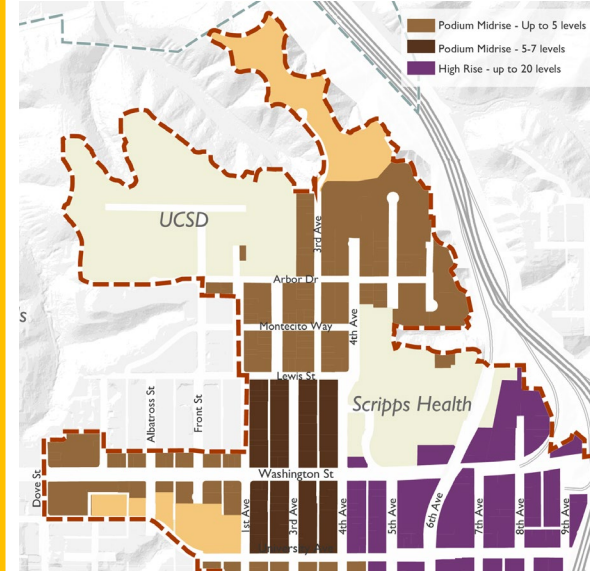 Podium Midrise - Up to 5 levels
Podium Midrise - 5-7 levels
High Rise - up to 20 levels
UCSD
3rd Ave
Arbor Dr
Montecito Way
4th Ave
Lewis St
Albatross St
Front St
Scripps Health
Dove St
Washington St
1st Ave
3rd Ave
4th Ave
5th Ave
6th Ave
7th Ave
8th Ave
9th Ave